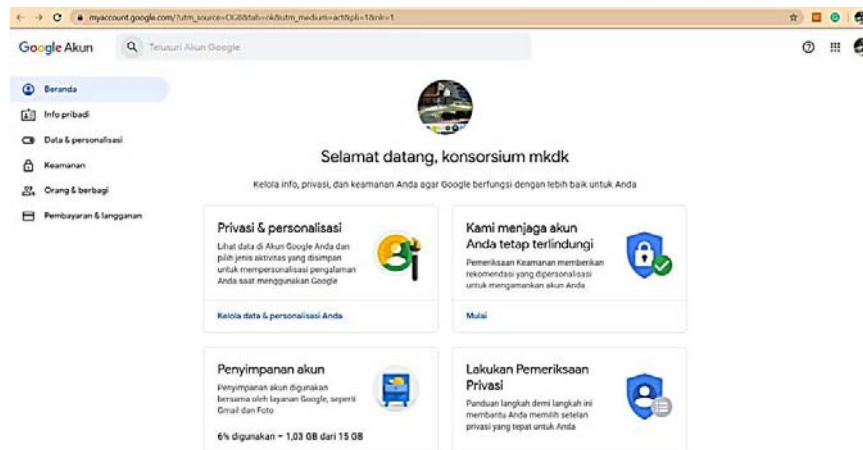 myaccount.google.com/?utm_source=OGB&tab=ok&utm_medium=act&pli=1&nlr=1
Google Akun
Telusuri Akun Google
Beranda
Info pribadi
Data & personalisasi
Keamanan
Orang & berbagi
Pembayaran & langganan
Selamat datang, konsorsium mkdk
Kelola info, privasi, dan keamanan Anda agar Google berfungsi dengan lebih baik untuk Anda
Privasi & personalisasi
Lihat data di Akun Google Anda dan
pilih jenis aktivitas yang disimpan
untuk mempersonalisasi pengalaman
Anda saat menggunakan Google
Kelola data & personalisasi Anda
Kami menjaga akun
Anda tetap terlindungi
Pemeriksaan Keamanan memberikan
rekomendasi yang dipersonalisasi
untuk mengamankan akun Anda
Mulai
Penyimpanan akun
Penyimpanan akun digunakan
bersama oleh layanan Google, seperti
Gmail dan Foto
6% digunakan – 1,03 GB dari 15 GB
Lakukan Pemeriksaan
Privasi
Panduan langkah demi langkah ini
membantu Anda memilih setelan
privasi yang tepat untuk Anda